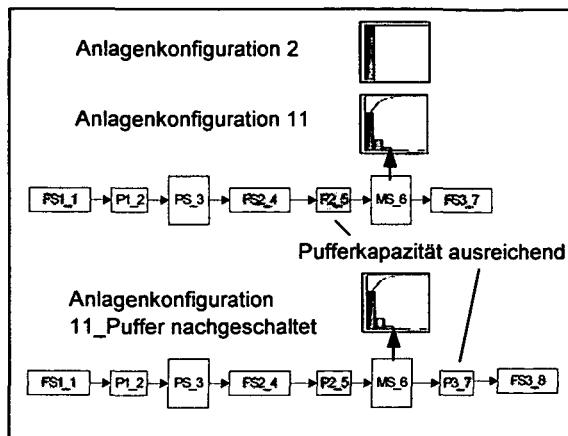 Anlagenkonfiguration 2
Anlagenkonfiguration 11
FS1_1 P1_2 PS_3 FS2_4 P2_5 MS_6 FS3_7
Pufferkapazität ausreichend
Anlagenkonfiguration
11_Puffer nachgeschaltet
FS1_1 P1_2 PS_3 FS2_4 P2_5 MS_6 P3_7 FS3_8